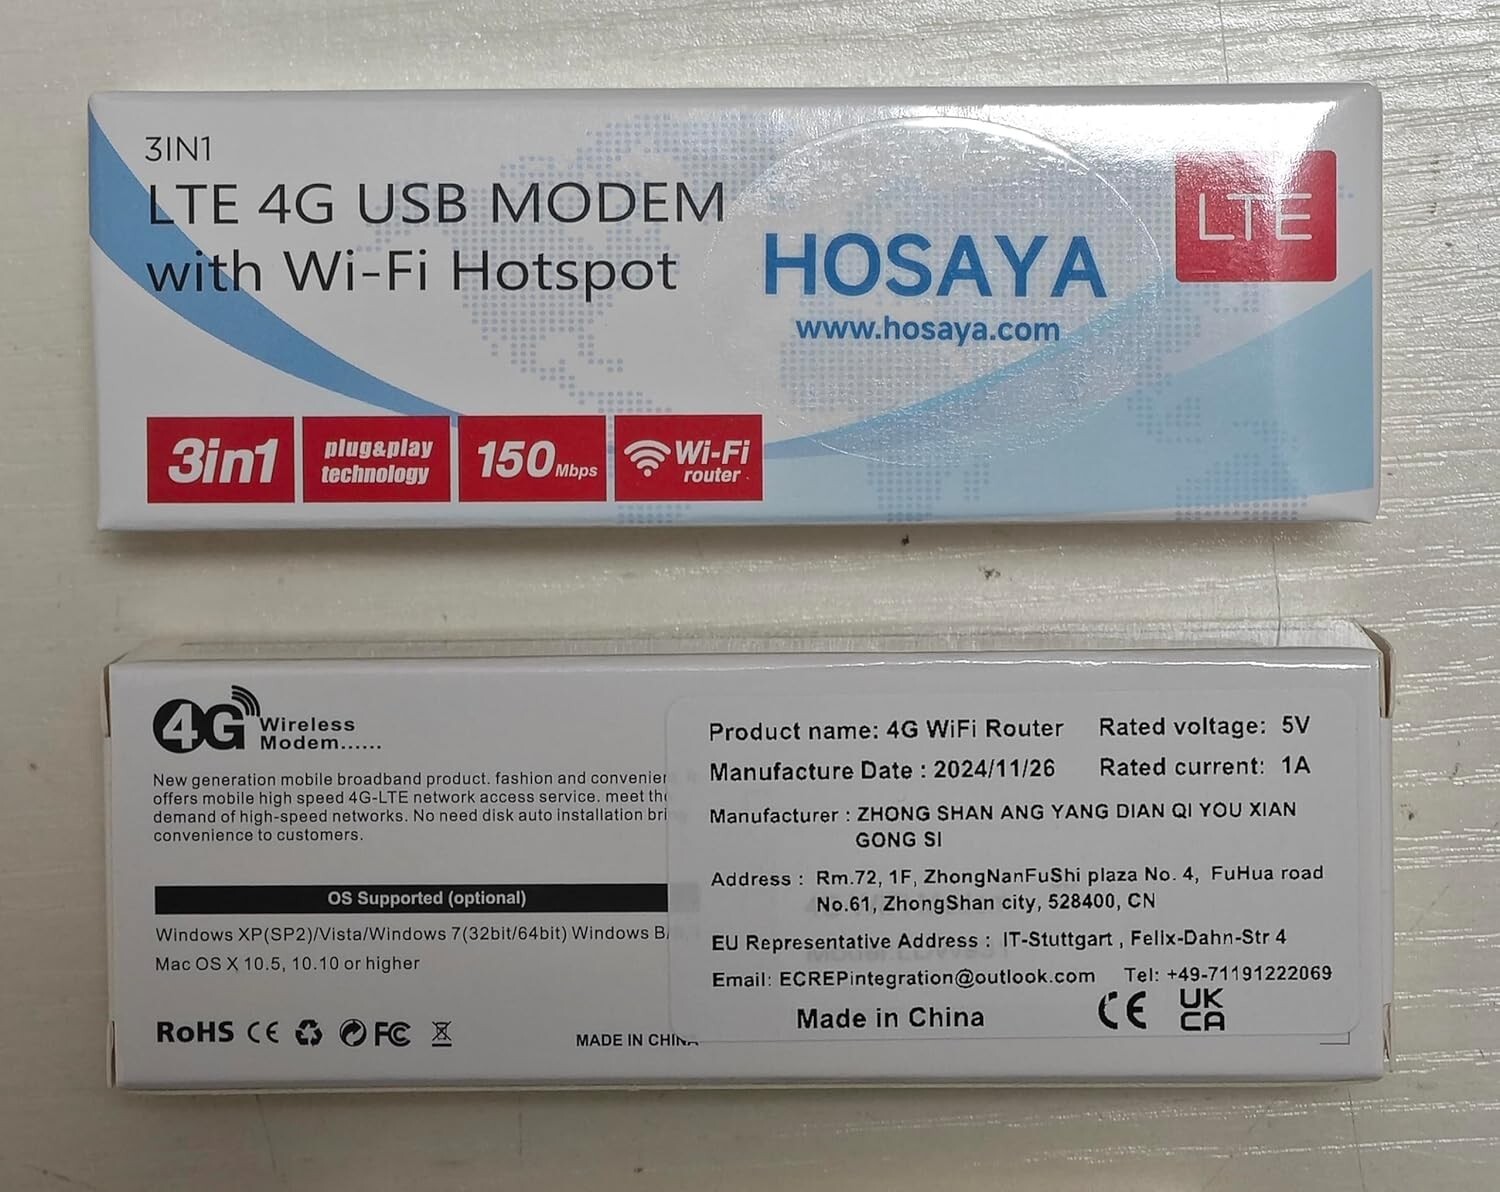 3IN1
LTE 4G USB MODEM
with Wi-Fi Hotspot
HOSAYA
www.hosaya.com
LTE
3in1
plug&play
technology
150Mbps
Wi-Fi
router
4G Wireless
Modem......
New generation mobile broadband product. fashion and
offers mobile high speed 4G-LTE network access service. meet
demand of high-speed networks. No need disk auto installation
convenience to customers.
OS Supported (optional)
Windows XP(SP2)/Vista/Windows 7(32bit/64bit) Windows
Mac OS X 10.5, 10.10 or higher
RoHS CE FC
MADE IN
Product name: 4G WiFi Router Rated voltage: 5V
Manufacture Date : 2024/11/26 Rated current: 1A
Manufacturer : ZHONG SHAN ANG YANG DIAN QI YOU XIAN
GONG SI
Address : Rm.72, 1F, ZhongNanFuShi plaza No. 4, FuHua road
No.61, ZhongShan city, 528400, CN
EU Representative Address : IT-Stuttgart , Felix-Dahn-Str 4
Email: ECREPintegration@outlook.com Tel: +49-71191222069
Made in China CE UK
CA